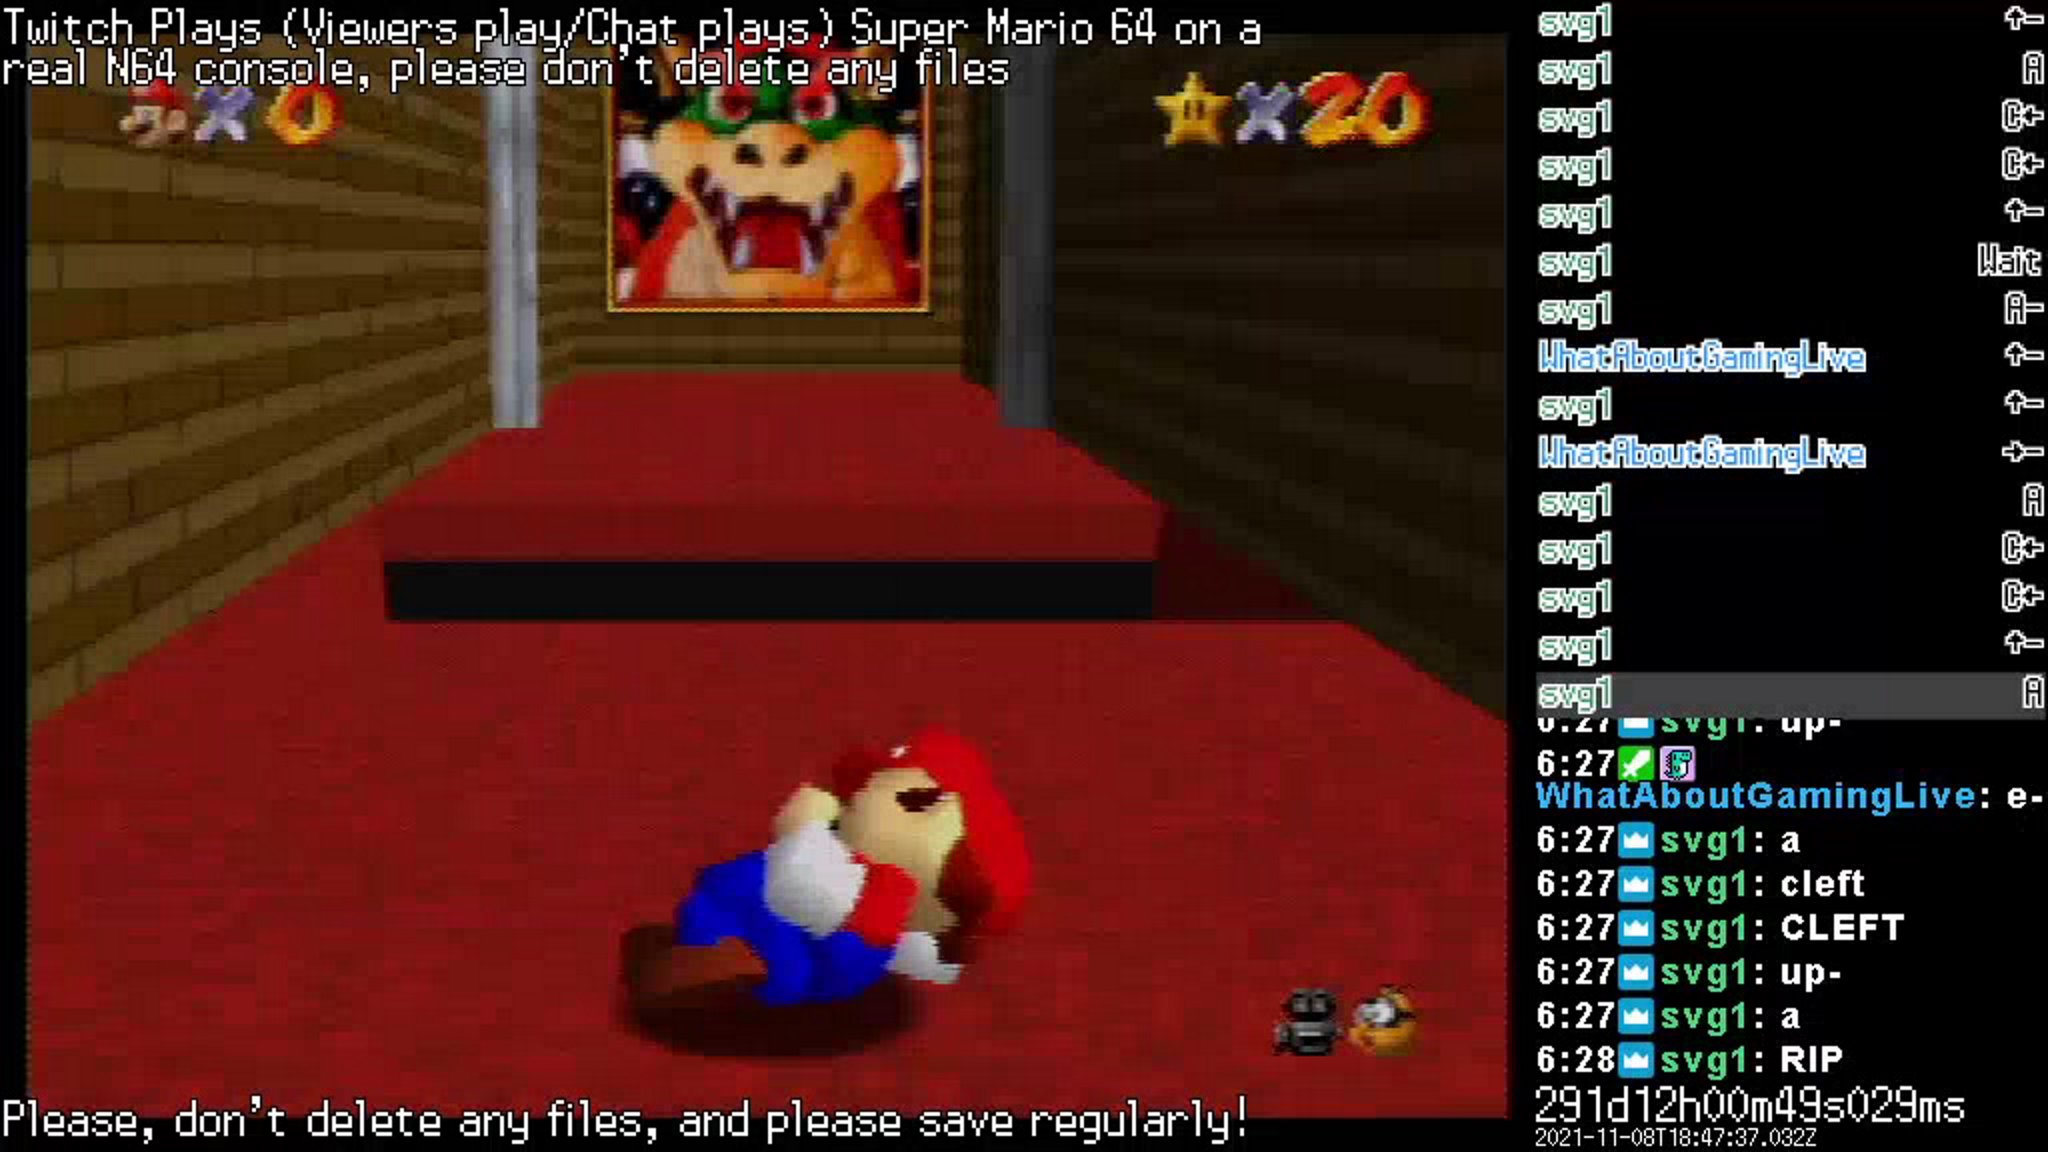 Twitch Plays (Viewers play/Chat plays) Super Mario 64 on a
real N64 console, please don't delete any files
x 0
x 20
svg1 ↑-
svg1 A
svg1 C←
svg1 C←
svg1 ↑-
svg1 Wait
svg1 A-
WhatAboutGamingLive ↑-
svg1 ↑-
WhatAboutGamingLive →-
svg1 A
svg1 C←
svg1 C←
svg1 ↑-
svg1 A
6:27 svg1: up-
6:27
WhatAboutGamingLive: e-
6:27 svg1: a
6:27 svg1: cleft
6:27 svg1: CLEFT
6:27 svg1: up-
6:27 svg1: a
6:28 svg1: RIP
Please, don't delete any files, and please save regularly!
291d12h00m49s029ms
2021-11-08T18:47:37.032Z